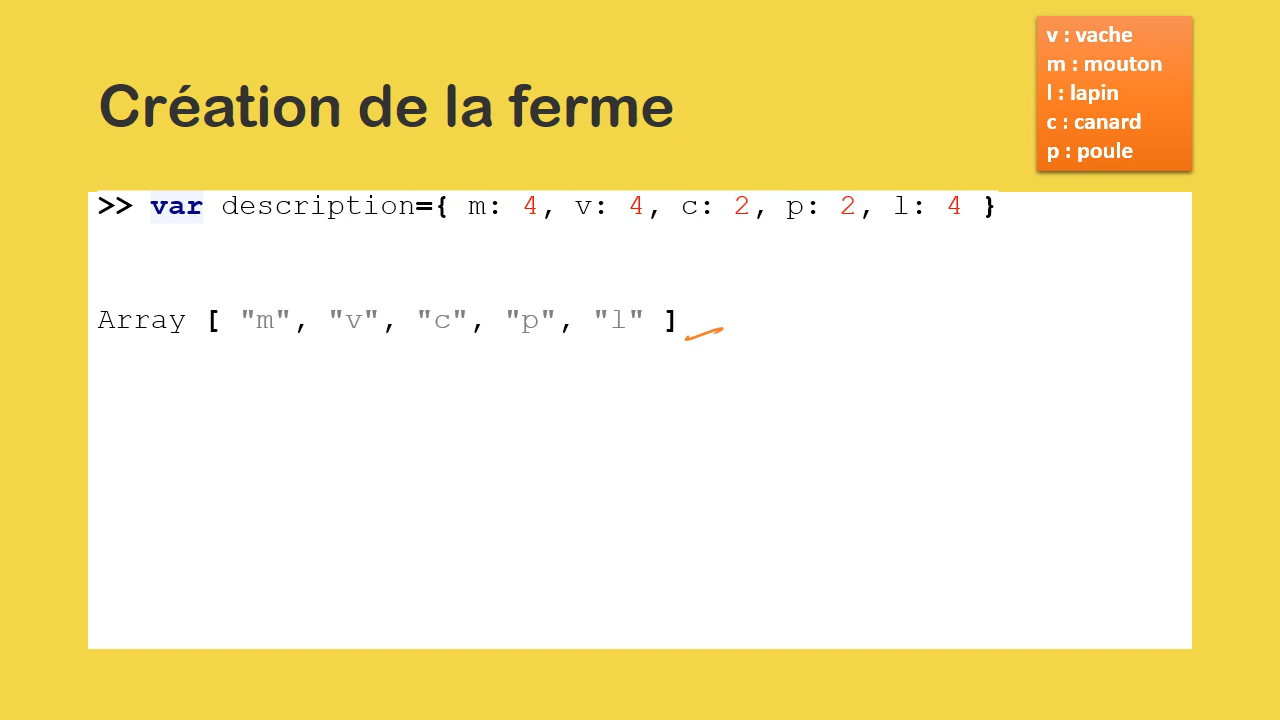 Création de la ferme
v : vache
m : mouton
l : lapin
c : canard
p : poule
>> var description={ m: 4, v: 4, c: 2, p: 2, l: 4 }
Array [ "m", "v", "c", "p", "l" ]